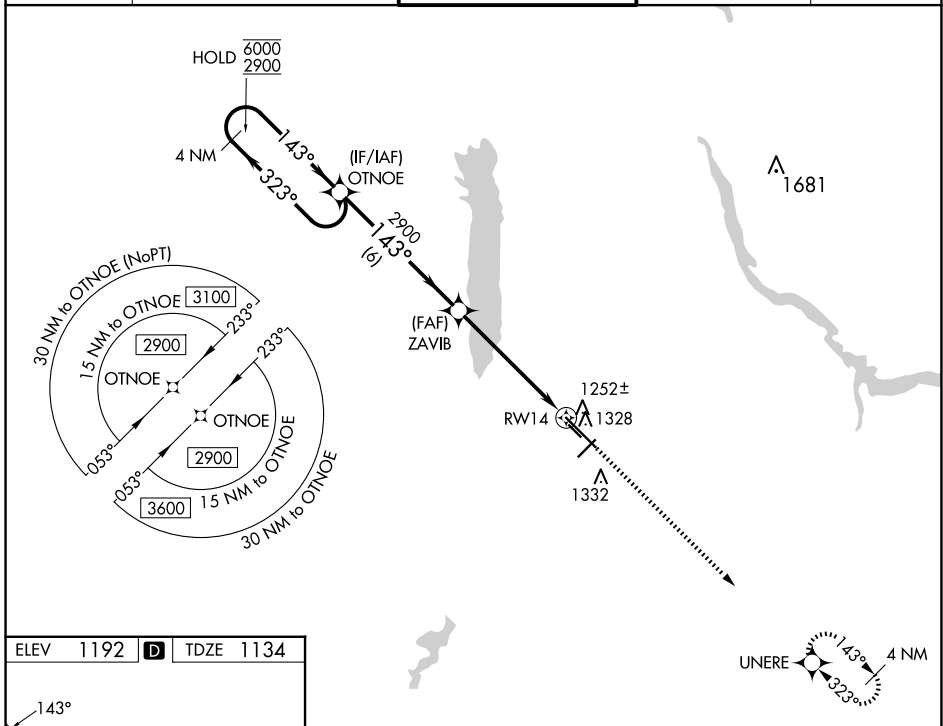 HOLD 6000
2900
4 NM
143°
323°
(IF/IAF)
OTNOE
2900
143°
(6)
1681
(FAF)
ZAVIB
30 NM to OTNOE (NoPT)
15 NM to OTNOE
3100
233°
2900
OTNOE
053°
233°
OTNOE
2900
053°
15 NM to OTNOE
3600
30 NM to OTNOE
1252±
RW14
1328
1332
UNERE
143°
4 NM
323°
ELEV 1192 D TDZE 1134
143°